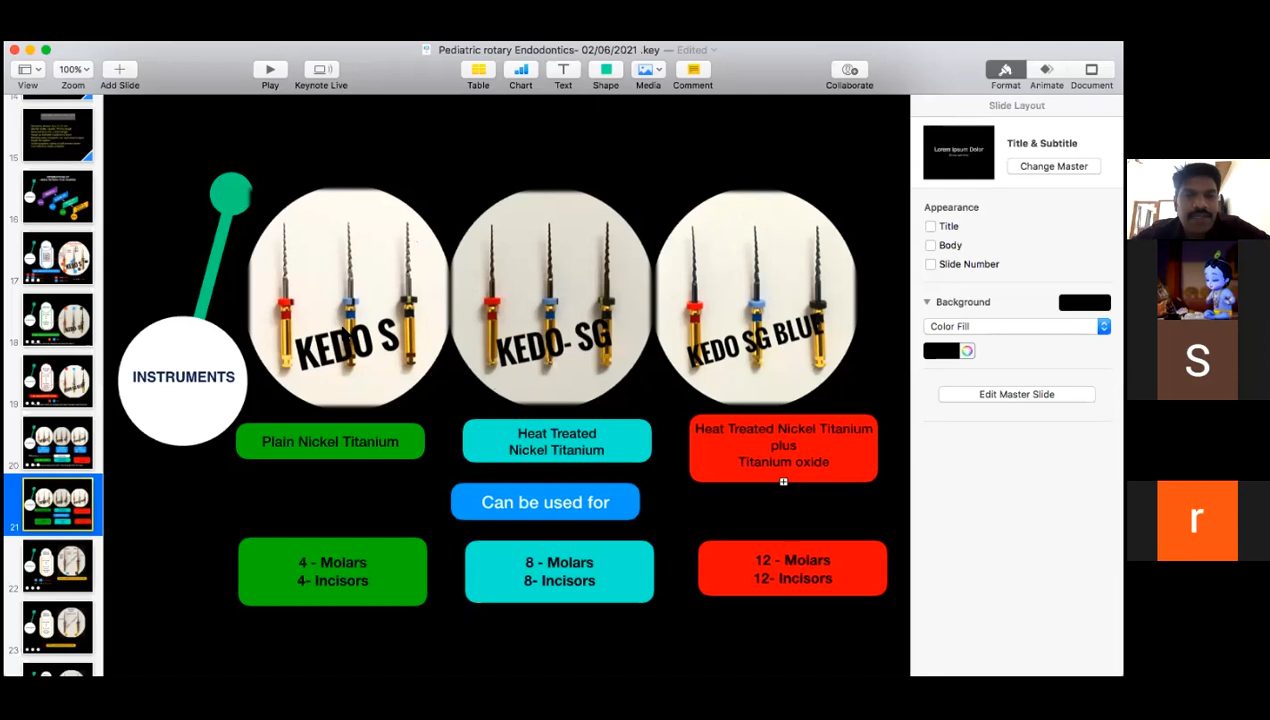 Pediatric rotary Endodontics- 02/06/2021 .key — Edited
100%
View
Zoom
Add Slide
Play
Keynote Live
Table
Chart
Text
Shape
Media
Comment
Collaborate
Format
Animate
Document
Slide Layout
Lorem Ipsum Dolor
Title & Subtitle
Change Master
Appearance
Title
Body
Slide Number
Background
Color Fill
Edit Master Slide
14
15
16
17
18
19
20
21
22
23
INSTRUMENTS
KEDO S
KEDO- SG
KEDO SG BLUE
Plain Nickel Titanium
Heat Treated
Nickel Titanium
Heat Treated Nickel Titanium
plus
Titanium oxide
Can be used for
4 - Molars
4- Incisors
8 - Molars
8- Incisors
12 - Molars
12- Incisors
S
r